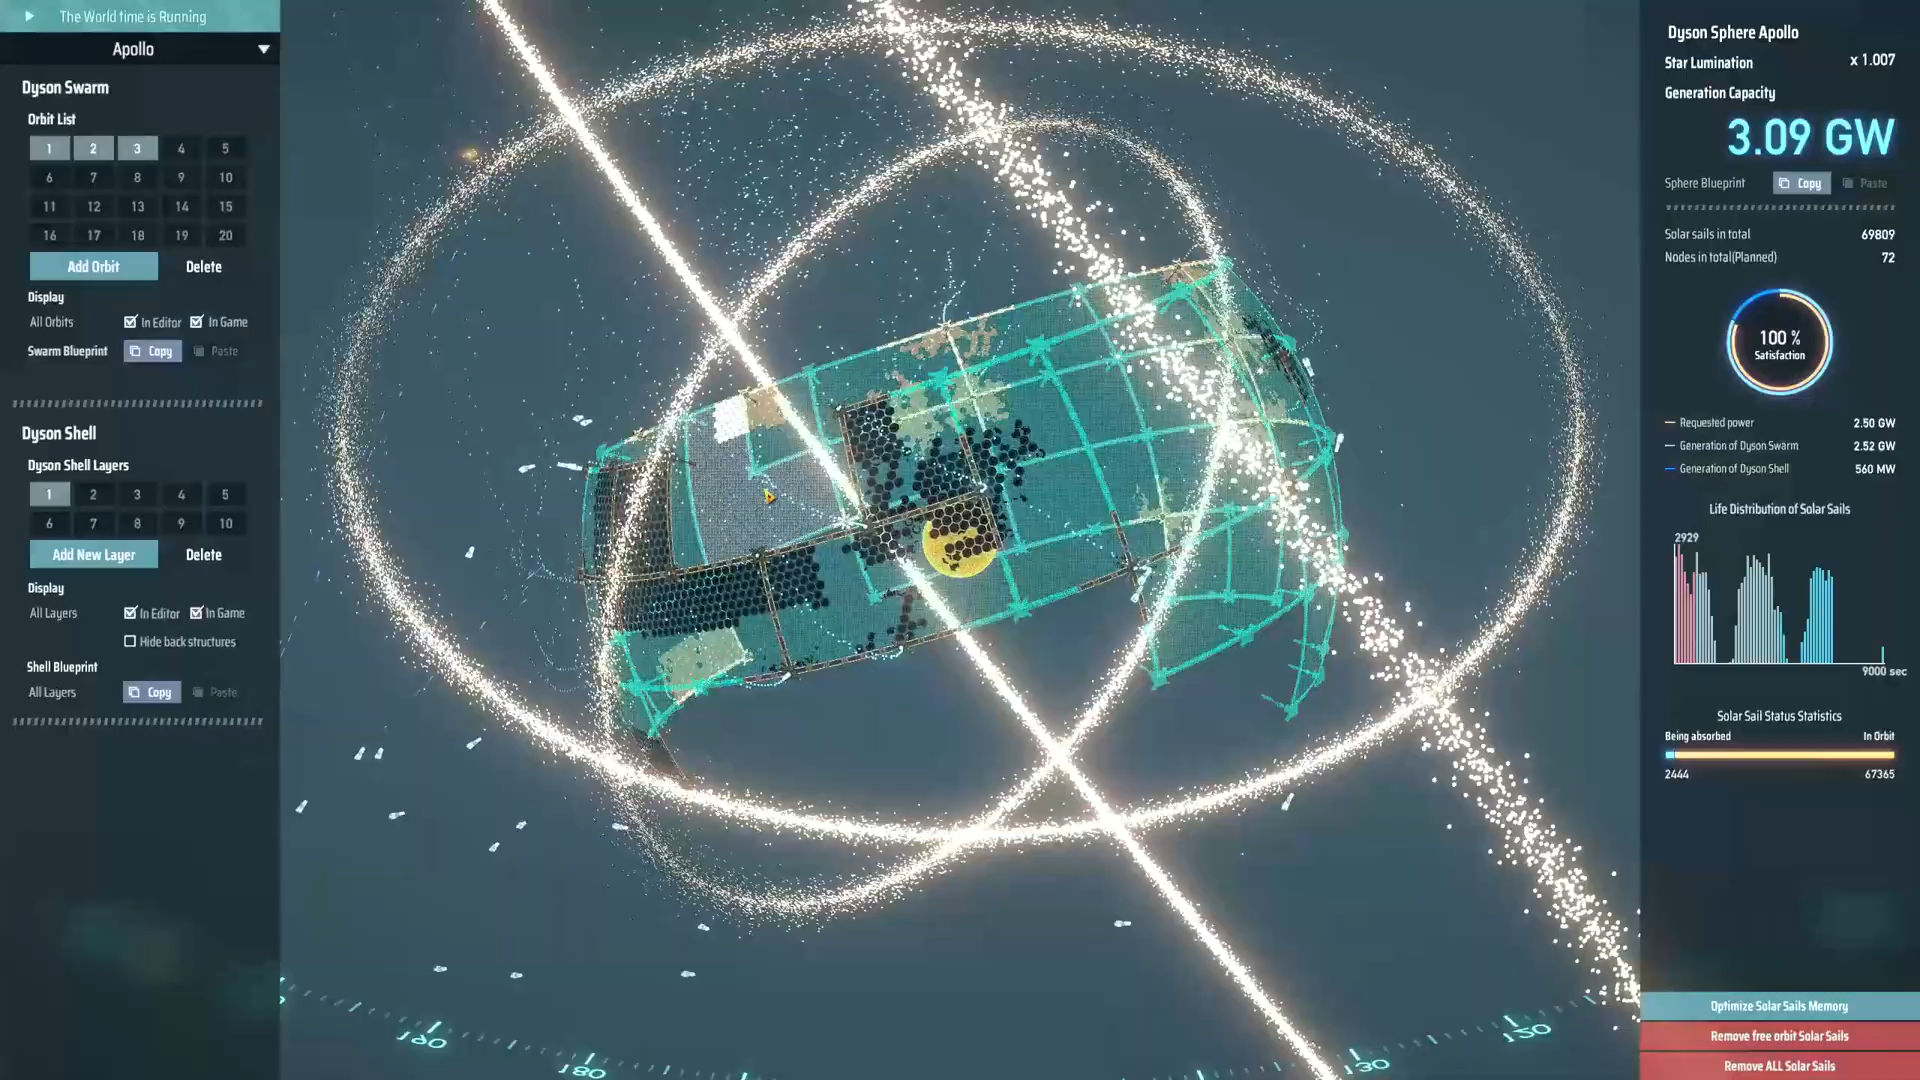 The World time is Running
Apollo
Dyson Swarm
Orbit List
1 2 3 4 5
6 7 8 9 10
11 12 13 14 15
16 17 18 19 20
Add Orbit Delete
Display
All Orbits In Editor In Game
Swarm Blueprint Copy Paste
Dyson Shell
Dyson Shell Layers
1 2 3 4 5
6 7 8 9 10
Add New Layer Delete
Display
All Layers In Editor In Game
Hide back structures
Shell Blueprint
All Layers Copy Paste
190
180
130
120
Dyson Sphere Apollo
Star Lumination x 1.007
Generation Capacity
3.09 GW
Sphere Blueprint Copy Paste
Solar sails in total 69809
Nodes in total(Planned) 72
100 %
Satisfaction
Requested power 2.50 GW
Generation of Dyson Swarm 2.52 GW
Generation of Dyson Shell 560 MW
Life Distribution of Solar Sails
2929
9000 sec
Solar Sail Status Statistics
Being absorbed In Orbit
2444 67365
Optimize Solar Sails Memory
Remove free orbit Solar Sails
Remove ALL Solar Sails